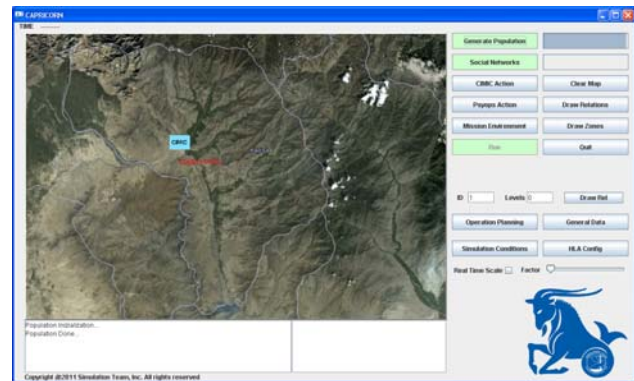 CAPRICORN
TIME --------
Generate Population
Social Networks
CIMIC Action
Clear Map
Psyops Action
Draw Relations
Mission Environment
Draw Zones
Run
Quit
CIMIC
ID 1 Levels 0 Draw Rel
Operation Planning
General Data
Simulation Conditions
HLA Config
Real Time Scale Factor
Population Initialization...
Population Done...
Copyright @2011 Simulation Team, Inc. All rights reserved